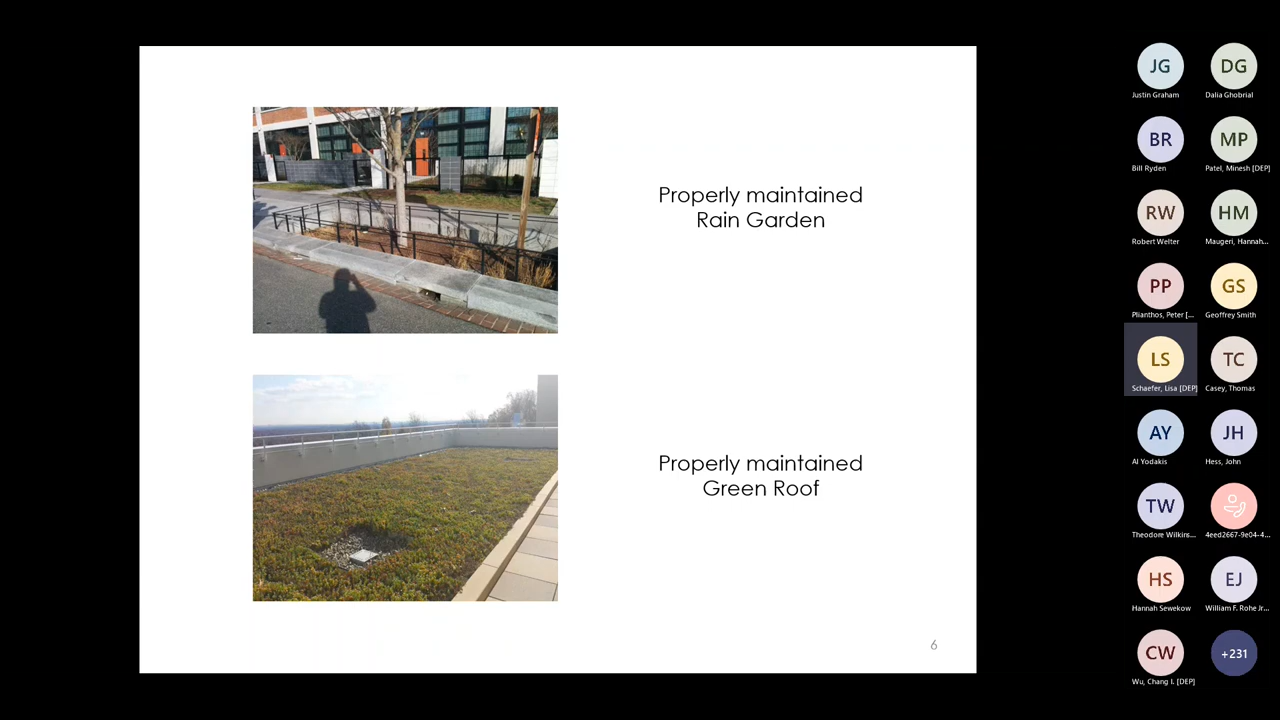 Properly maintained
Rain Garden
Properly maintained
Green Roof
6
JG
Justin Graham
DG
Dalia Ghobrial
BR
Bill Ryden
MP
Patel, Minesh [DEP]
RW
Robert Welter
HM
Maugeri, Hannah...
PP
Plianthos, Peter [...
GS
Geoffrey Smith
LS
Schaefer, Lisa [DEP]
TC
Casey, Thomas
AY
Al Yodakis
JH
Hess, John
TW
Theodore Wilkins...
4eed2667-9e04-4...
HS
Hannah Sewekow
EJ
William F. Rohe Jr...
CW
Wu, Chang I. [DEP]
+231